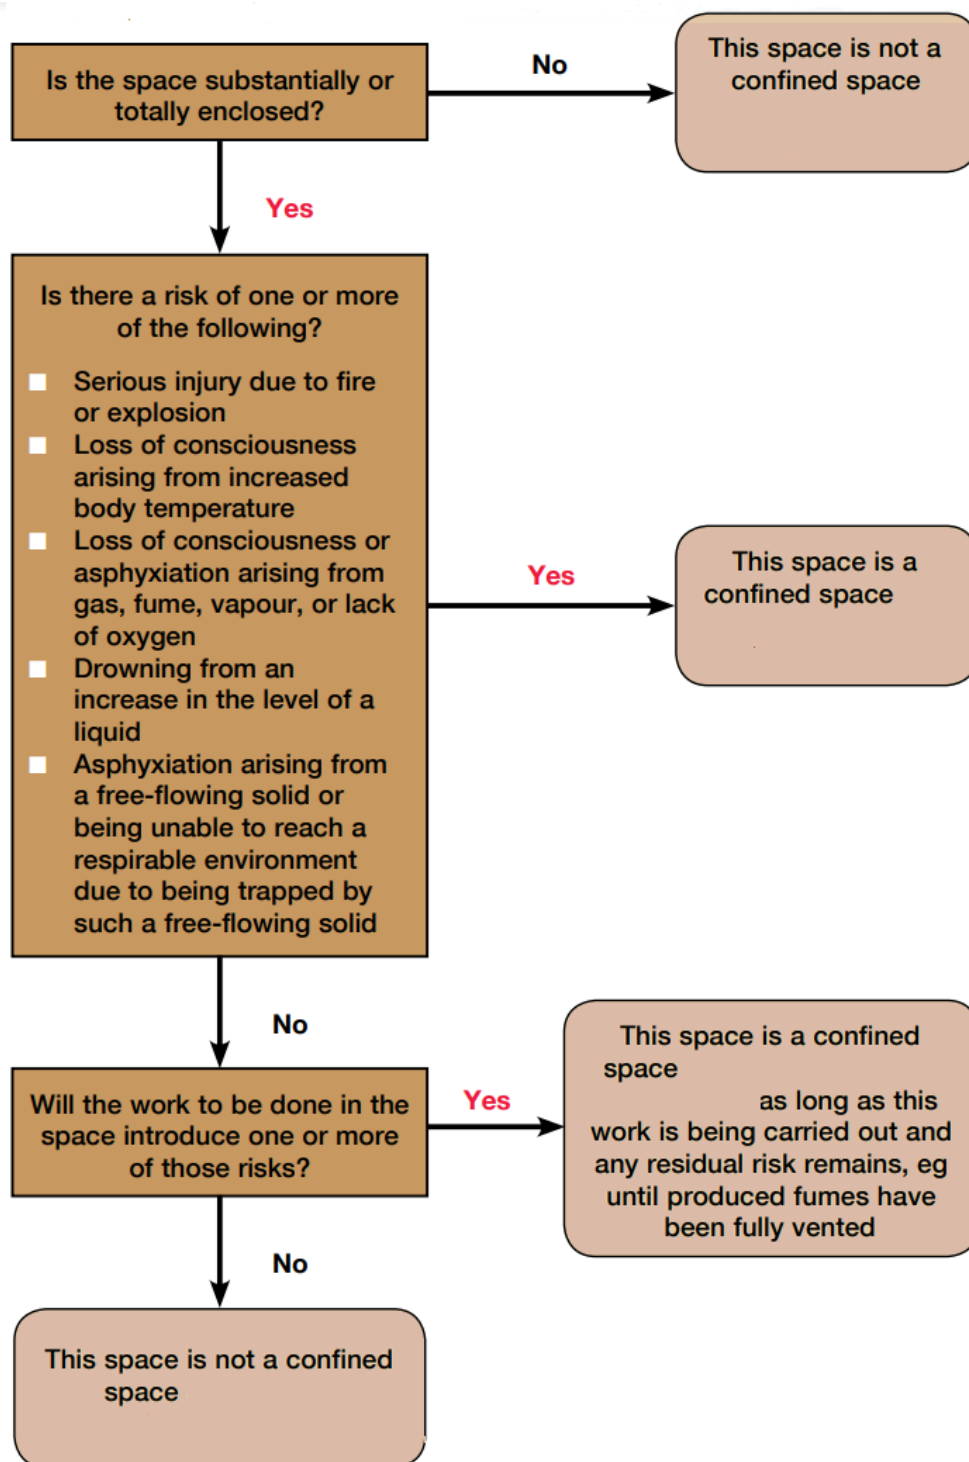 Is the space substantially or
totally enclosed?
No
This space is not a
confined space
Yes
Is there a risk of one or more
of the following?
Serious injury due to fire
or explosion
Loss of consciousness
arising from increased
body temperature
Loss of consciousness or
asphyxiation arising from
gas, fume, vapour, or lack
of oxygen
Drowning from an
increase in the level of a
liquid
Asphyxiation arising from
a free-flowing solid or
being unable to reach a
respirable environment
due to being trapped by
such a free-flowing solid
Yes
This space is a
confined space
No
Will the work to be done in the
space introduce one or more
of those risks?
Yes
This space is a confined
space
as long as this
work is being carried out and
any residual risk remains, eg
until produced fumes have
been fully vented
No
This space is not a confined
space